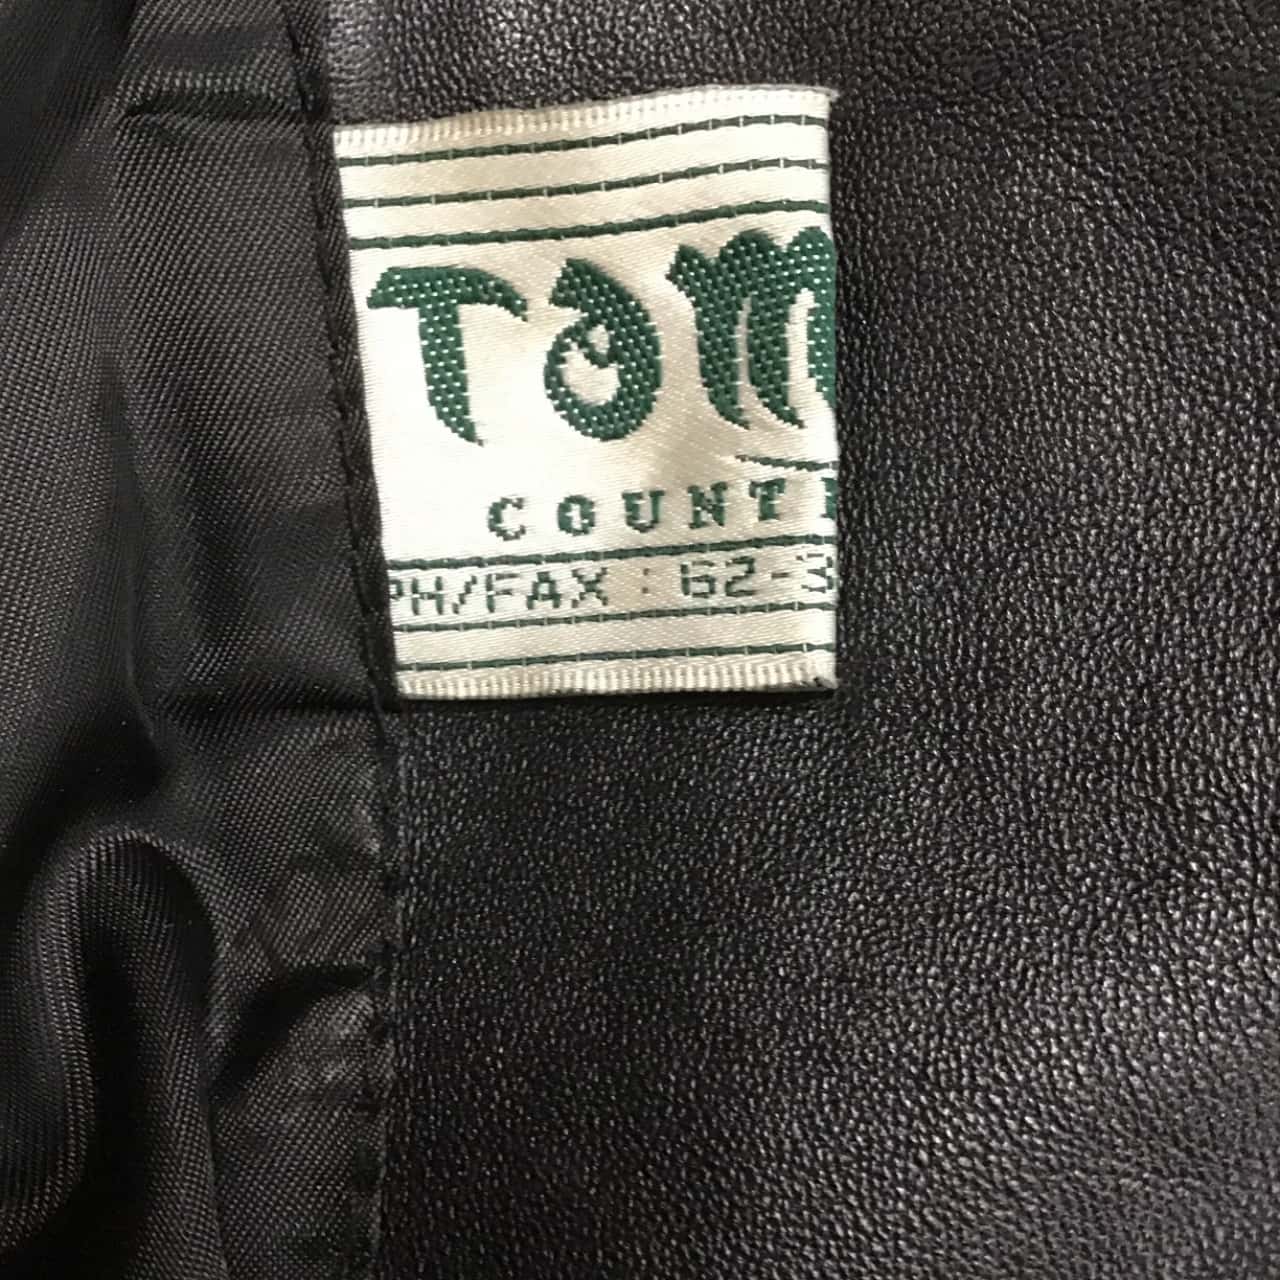 Tam
COUNT
PH/FAX : 62-3